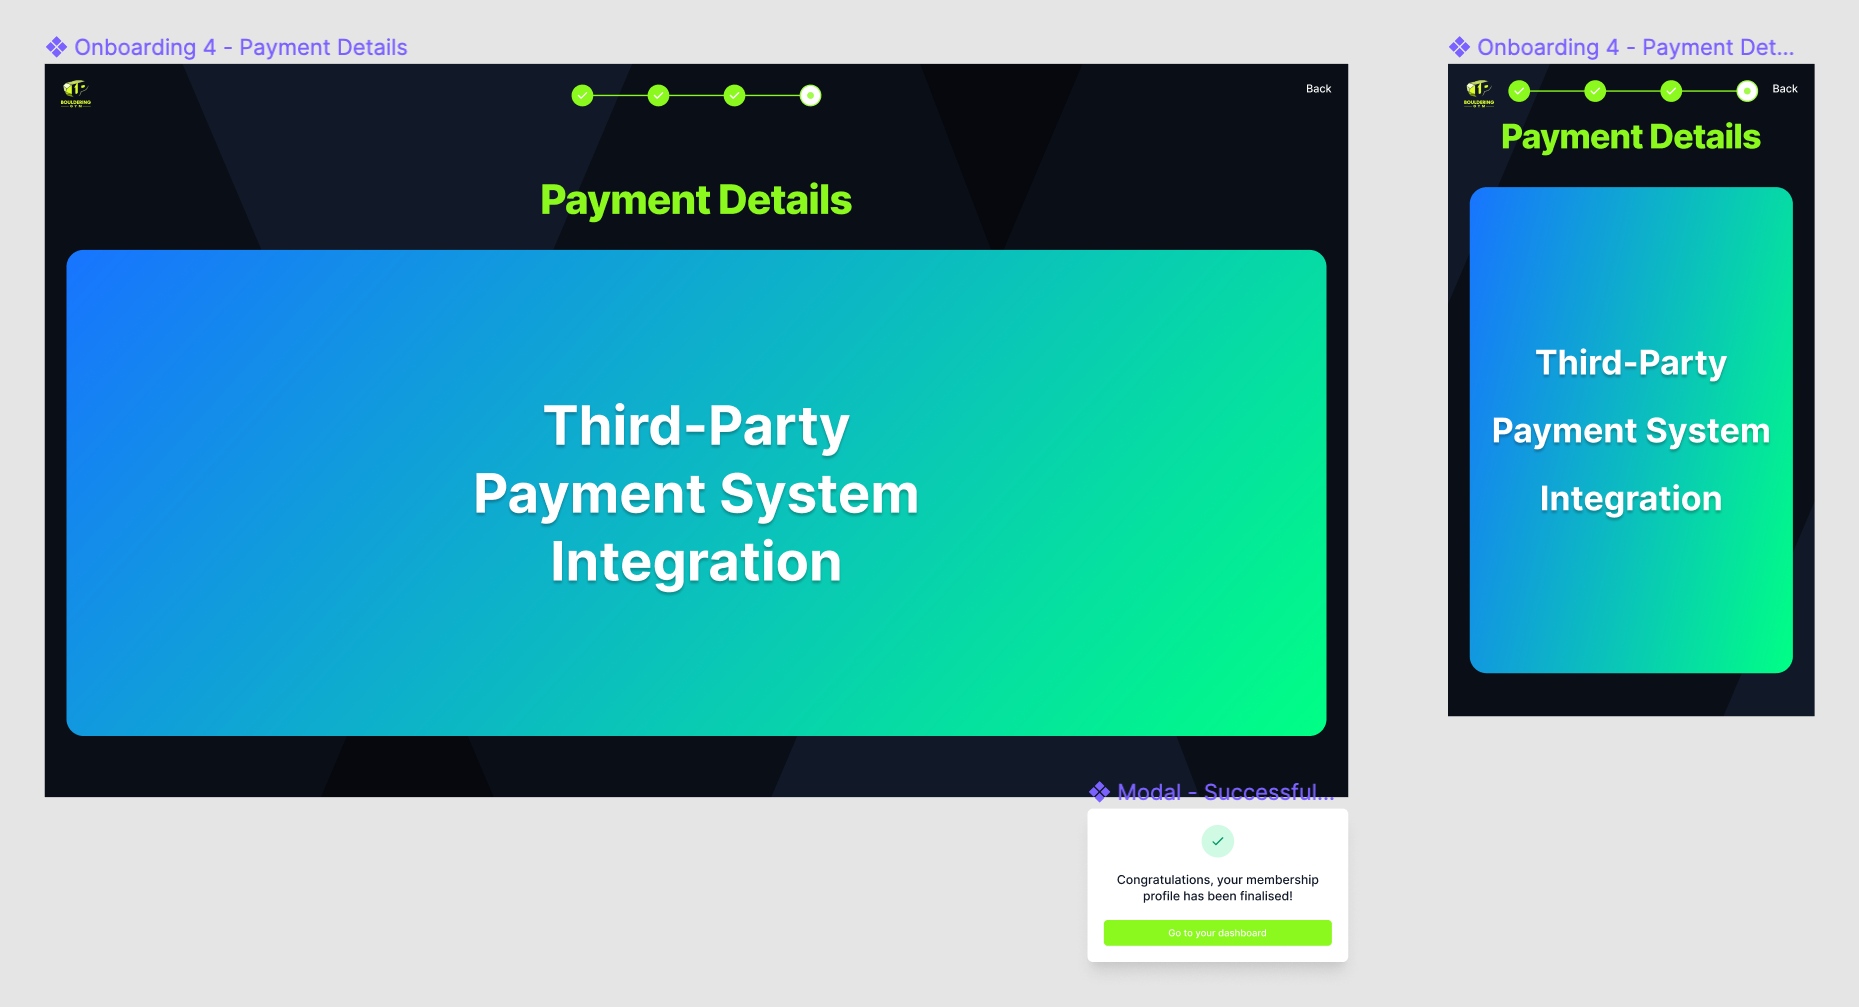 Onboarding 4 - Payment Details
TP
BOULDERING
GYM
Back
Payment Details
Third-Party
Payment System
Integration
Onboarding 4 - Payment Det...
TP
BOULDERING
GYM
Back
Payment Details
Third-Party
Payment System
Integration
Modal - Successful...
Congratulations, your membership
profile has been finalised!
Go to your dashboard